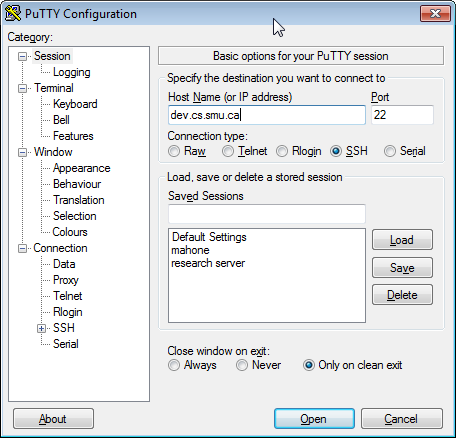 PuTTY Configuration
Category:
Session
Logging
Terminal
Keyboard
Bell
Features
Window
Appearance
Behaviour
Translation
Selection
Colours
Connection
Data
Proxy
Telnet
Rlogin
SSH
Serial
Basic options for your PuTTY session
Specify the destination you want to connect to
Host Name (or IP address) Port
dev.cs.smu.ca 22
Connection type:
Raw Telnet Rlogin SSH Serial
Load, save or delete a stored session
Saved Sessions
Default Settings
mahone
research server
Load
Save
Delete
Close window on exit:
Always Never Only on clean exit
About Open Cancel